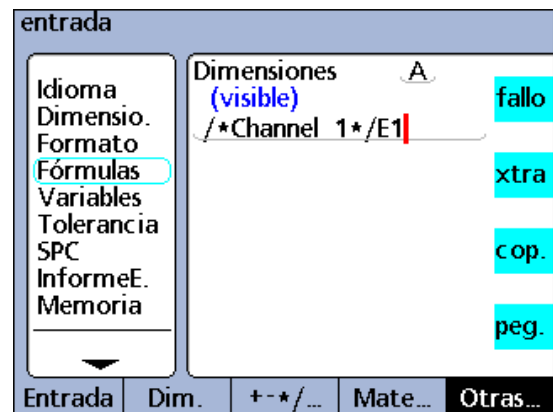 entrada
Idioma
Dimensio.
Formato
Fórmulas
Variables
Tolerancia
SPC
InformeE.
Memoria
Dimensiones A
(visible)
/*Channel 1*/E1
fallo
xtra
cop.
peg.
Entrada Dim. +-*/... Mate... Otras...